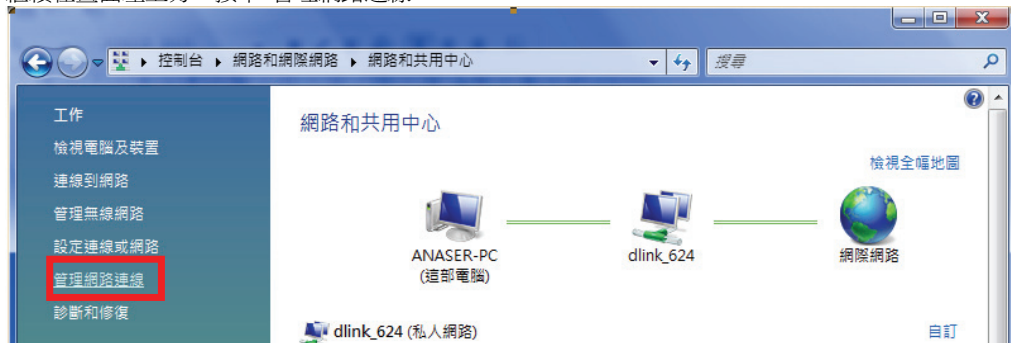 控制台 ▸ 網路和網際網路 ▸ 網路和共用中心
搜尋
工作
檢視電腦及裝置
連線到網路
管理無線網路
設定連線或網路
管理網路連線
診斷和修復
網路和共用中心
檢視全幅地圖
ANASER-PC
(這部電腦)
dlink_624
網際網路
dlink_624 (私人網路)
自訂